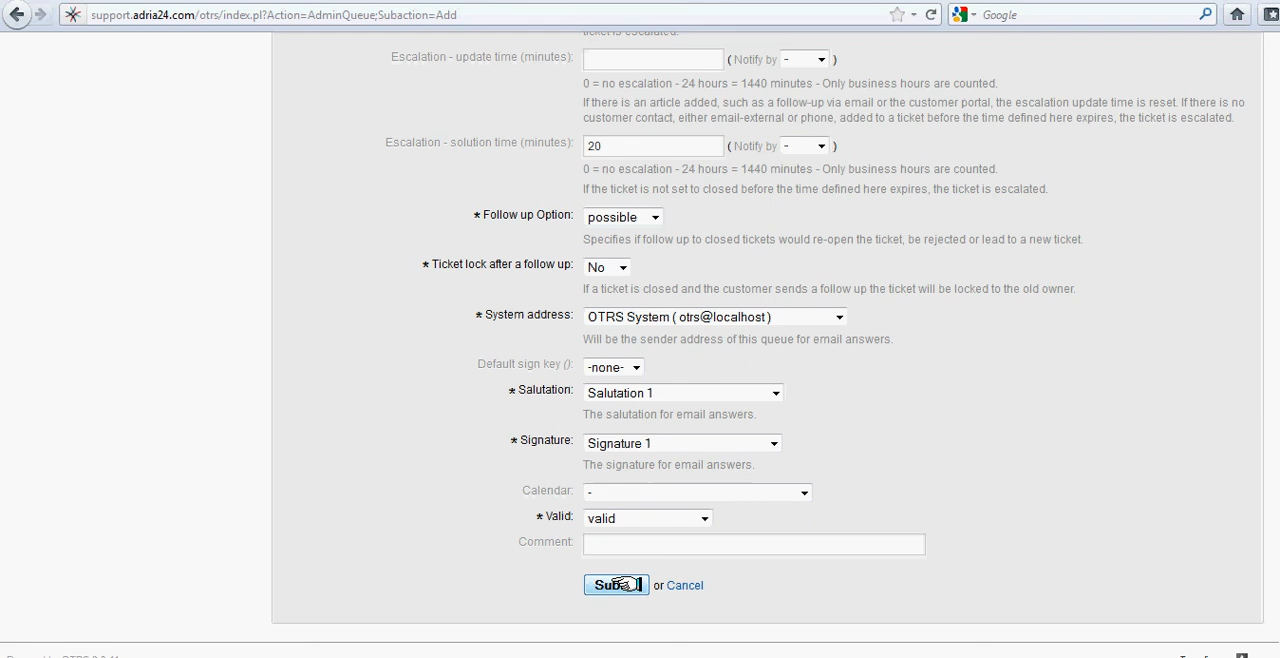 support.adria24.com/otrs/index.pl?Action=AdminQueue;Subaction=Add
Google
ticket is escalated.
Escalation - update time (minutes):
( Notify by - )
0 = no escalation - 24 hours = 1440 minutes - Only business hours are counted.
If there is an article added, such as a follow-up via email or the customer portal, the escalation update time is reset. If there is no
customer contact, either email-external or phone, added to a ticket before the time defined here expires, the ticket is escalated.
Escalation - solution time (minutes): 20 ( Notify by - )
0 = no escalation - 24 hours = 1440 minutes - Only business hours are counted.
If the ticket is not set to closed before the time defined here expires, the ticket is escalated.
* Follow up Option: possible
Specifies if follow up to closed tickets would re-open the ticket, be rejected or lead to a new ticket.
* Ticket lock after a follow up: No
If a ticket is closed and the customer sends a follow up the ticket will be locked to the old owner.
* System address: OTRS System ( otrs@localhost )
Will be the sender address of this queue for email answers.
Default sign key (): -none-
* Salutation: Salutation 1
The salutation for email answers.
* Signature: Signature 1
The signature for email answers.
Calendar: -
* Valid: valid
Comment:
or Cancel